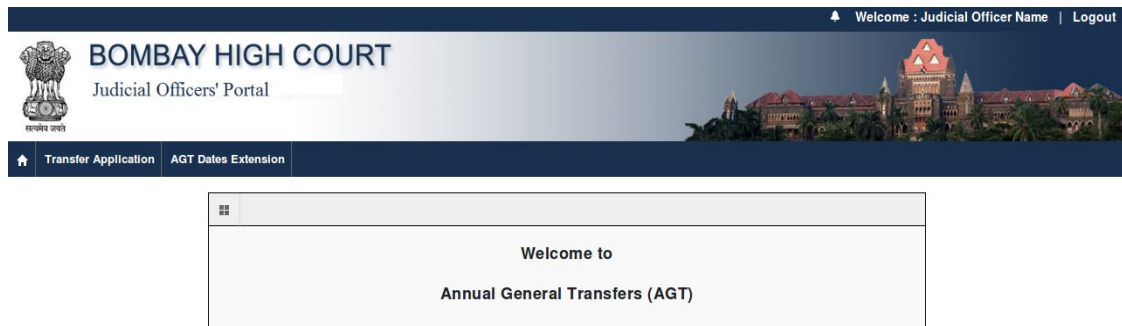 Welcome : Judicial Officer Name | Logout
BOMBAY HIGH COURT
Judicial Officers' Portal
सत्यमेव जयते
Transfer Application AGT Dates Extension
Welcome to
Annual General Transfers (AGT)